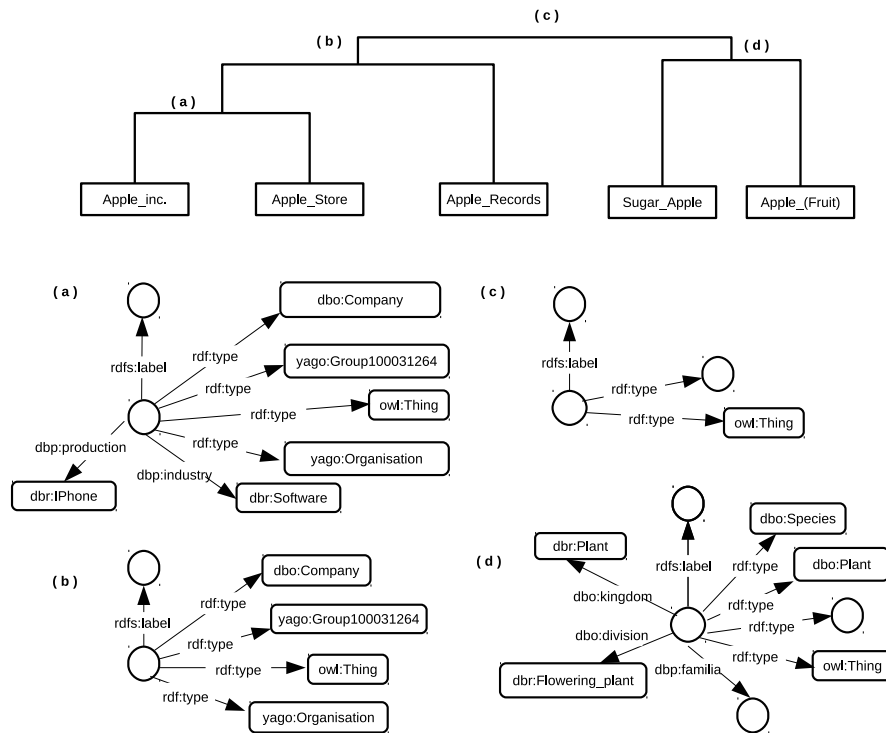 ( c )
( b )
( d )
( a )
Apple_inc.
Apple_Store
Apple_Records
Sugar_Apple
Apple_(Fruit)
( a )
dbo:Company
rdf:type
yago:Group100031264
rdfs:label
rdf:type
owl:Thing
rdf:type
rdf:type
dbp:production
yago:Organisation
dbp:industry
dbr:IPhone
dbr:Software
( c )
rdfs:label
rdf:type
rdf:type
owl:Thing
( b )
dbo:Company
rdf:type
yago:Group100031264
rdfs:label
rdf:type
rdf:type
owl:Thing
rdf:type
yago:Organisation
( d )
dbo:Species
dbr:Plant
rdfs:label
rdf:type
dbo:Plant
dbo:kingdom
rdf:type
rdf:type
dbo:division
rdf:type
owl:Thing
dbp:familia
dbr:Flowering_plant